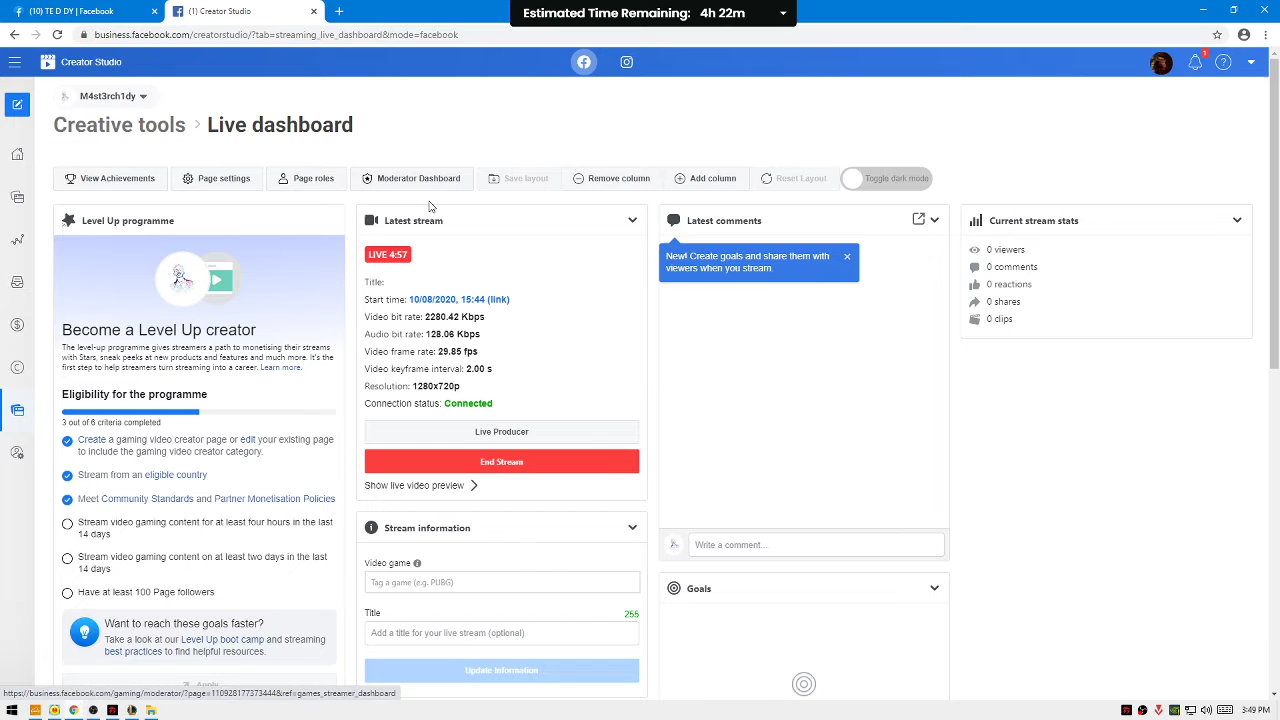 (10) TE D DY | Facebook
(1) Creator Studio
Estimated Time Remaining: 4h 22m
business.facebook.com/creatorstudio/?tab=streaming_live_dashboard&mode=facebook
Creator Studio
1
M4st3rch1dy
Creative tools > Live dashboard
View Achievements
Page settings
Page roles
Moderator Dashboard
Save layout
Remove column
Add column
Reset Layout
Toggle dark mode
Level Up programme
Become a Level Up creator
The level-up programme gives streamers a path to monetising their streams
with Stars, sneak peeks at new products and features and much more. It's the
first step to help streamers turn streaming into a career. Learn more.
Eligibility for the programme
3 out of 6 criteria completed
Create a gaming video creator page or edit your existing page
to include the gaming video creator category.
Stream from an eligible country
Meet Community Standards and Partner Monetisation Policies
Stream video gaming content for at least four hours in the last
14 days
Stream video gaming content on at least two days in the last
14 days
Have at least 100 Page followers
Want to reach these goals faster?
Take a look at our Level Up boot camp and streaming
best practices to find helpful resources.
Apply
Latest stream
LIVE 4:57
Title:
Start time: 10/08/2020, 15:44 (link)
Video bit rate: 2280.42 Kbps
Audio bit rate: 128.06 Kbps
Video frame rate: 29.85 fps
Video keyframe interval: 2.00 s
Resolution: 1280x720p
Connection status: Connected
Live Producer
End Stream
Show live video preview
Stream information
Video game
Tag a game (e.g. PUBG)
Title
255
Add a title for your live stream (optional)
Update Information
Latest comments
New! Create goals and share them with
viewers when you stream.
Write a comment...
Goals
Current stream stats
0 viewers
0 comments
0 reactions
0 shares
0 clips
https://business.facebook.com/gaming/moderator/?page=110928177373444&ref=games_streamer_dashboard
3:49 PM